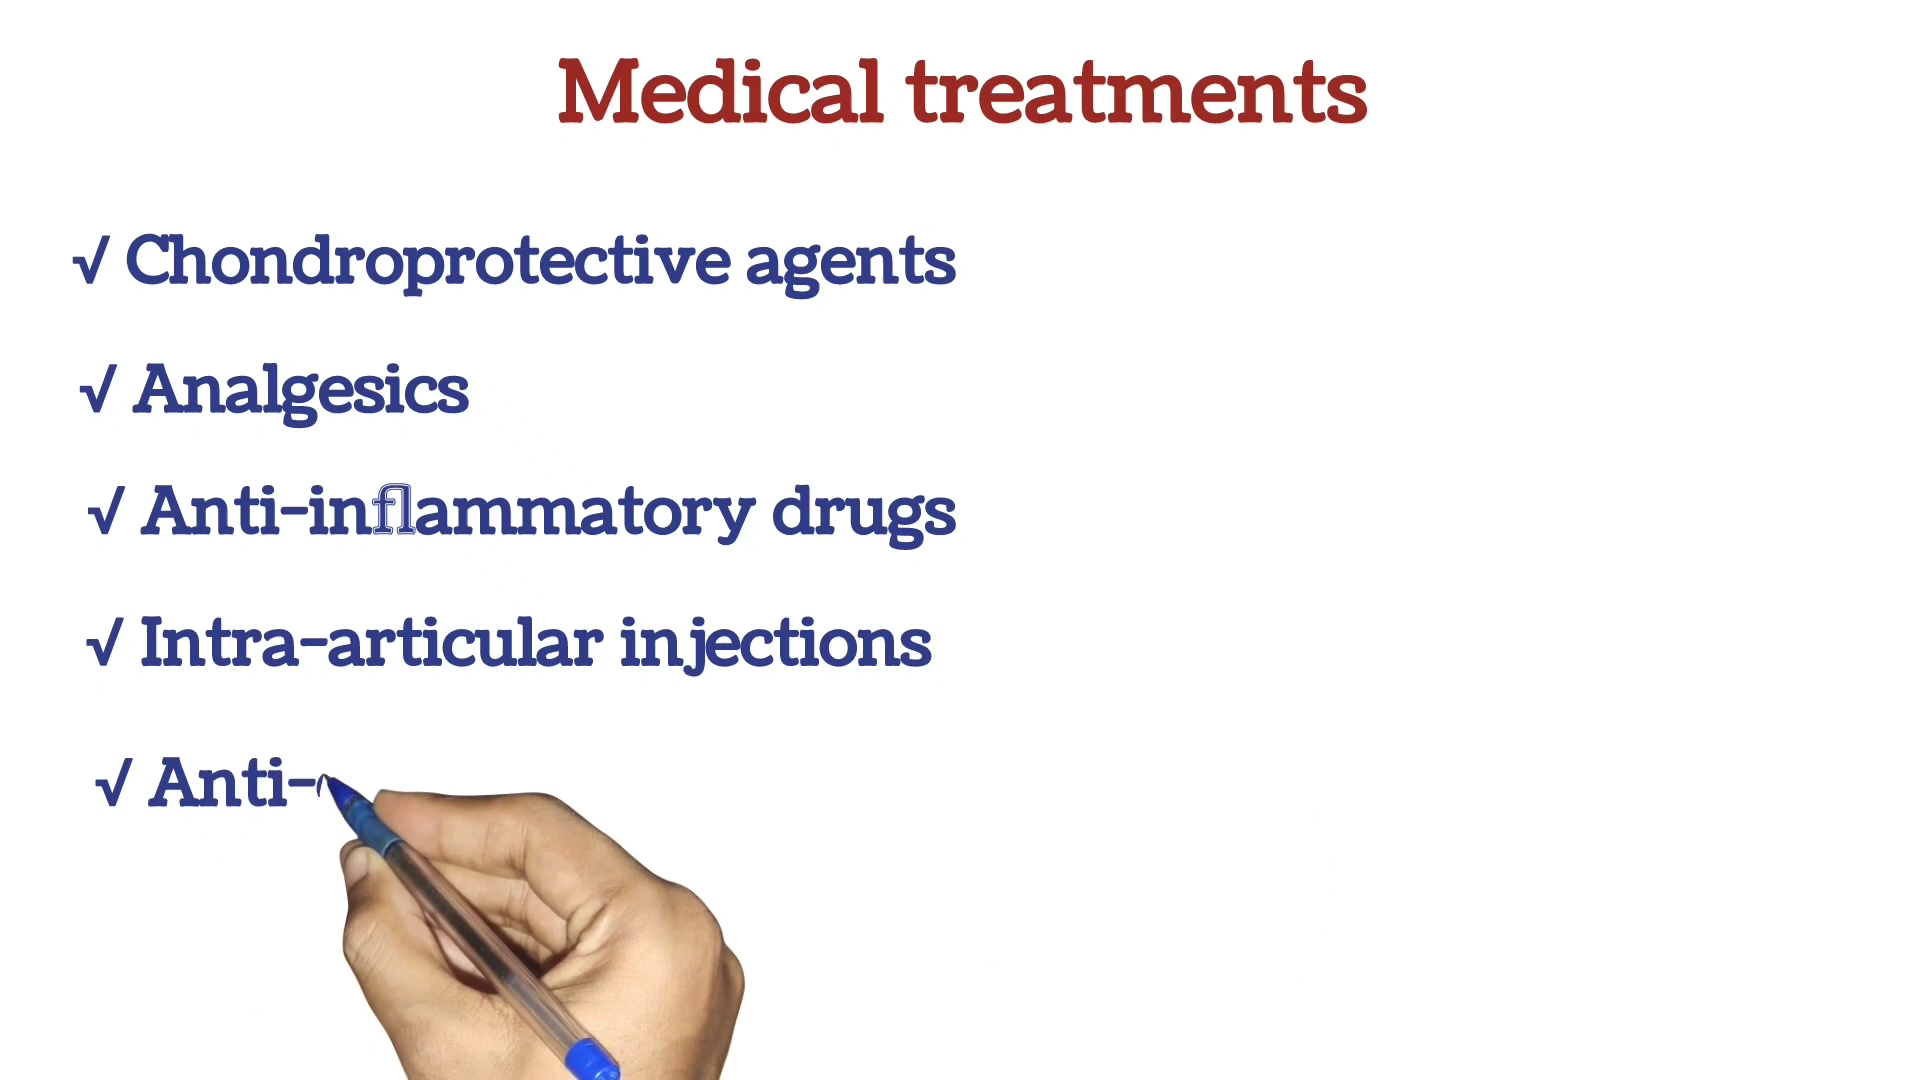 Medical treatments
√ Chondroprotective agents
√ Analgesics
√ Anti-inflammatory drugs
√ Intra-articular injections
√ Anti-